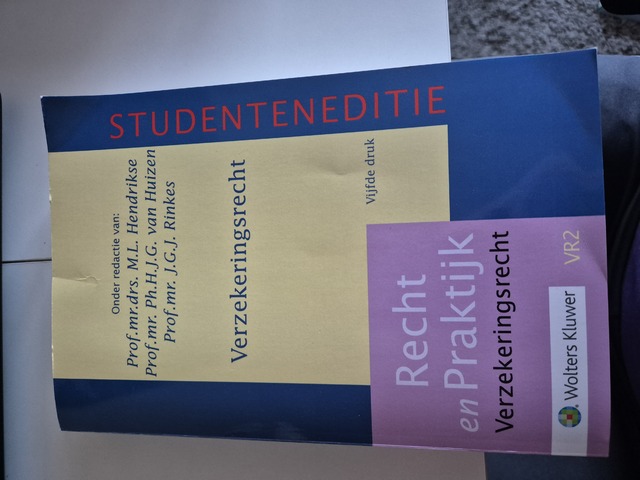 STUDENTENEDITIE
Onder redactie van:
Prof.mr.drs. M.L. Hendrikse
Prof.mr. Ph.H.J.G. van Huizen
Prof.mr. J.G.J. Rinkes
Verzekeringsrecht
Vijfde druk
Recht
en Praktijk
Verzekeringsrecht
VR2
Wolters Kluwer